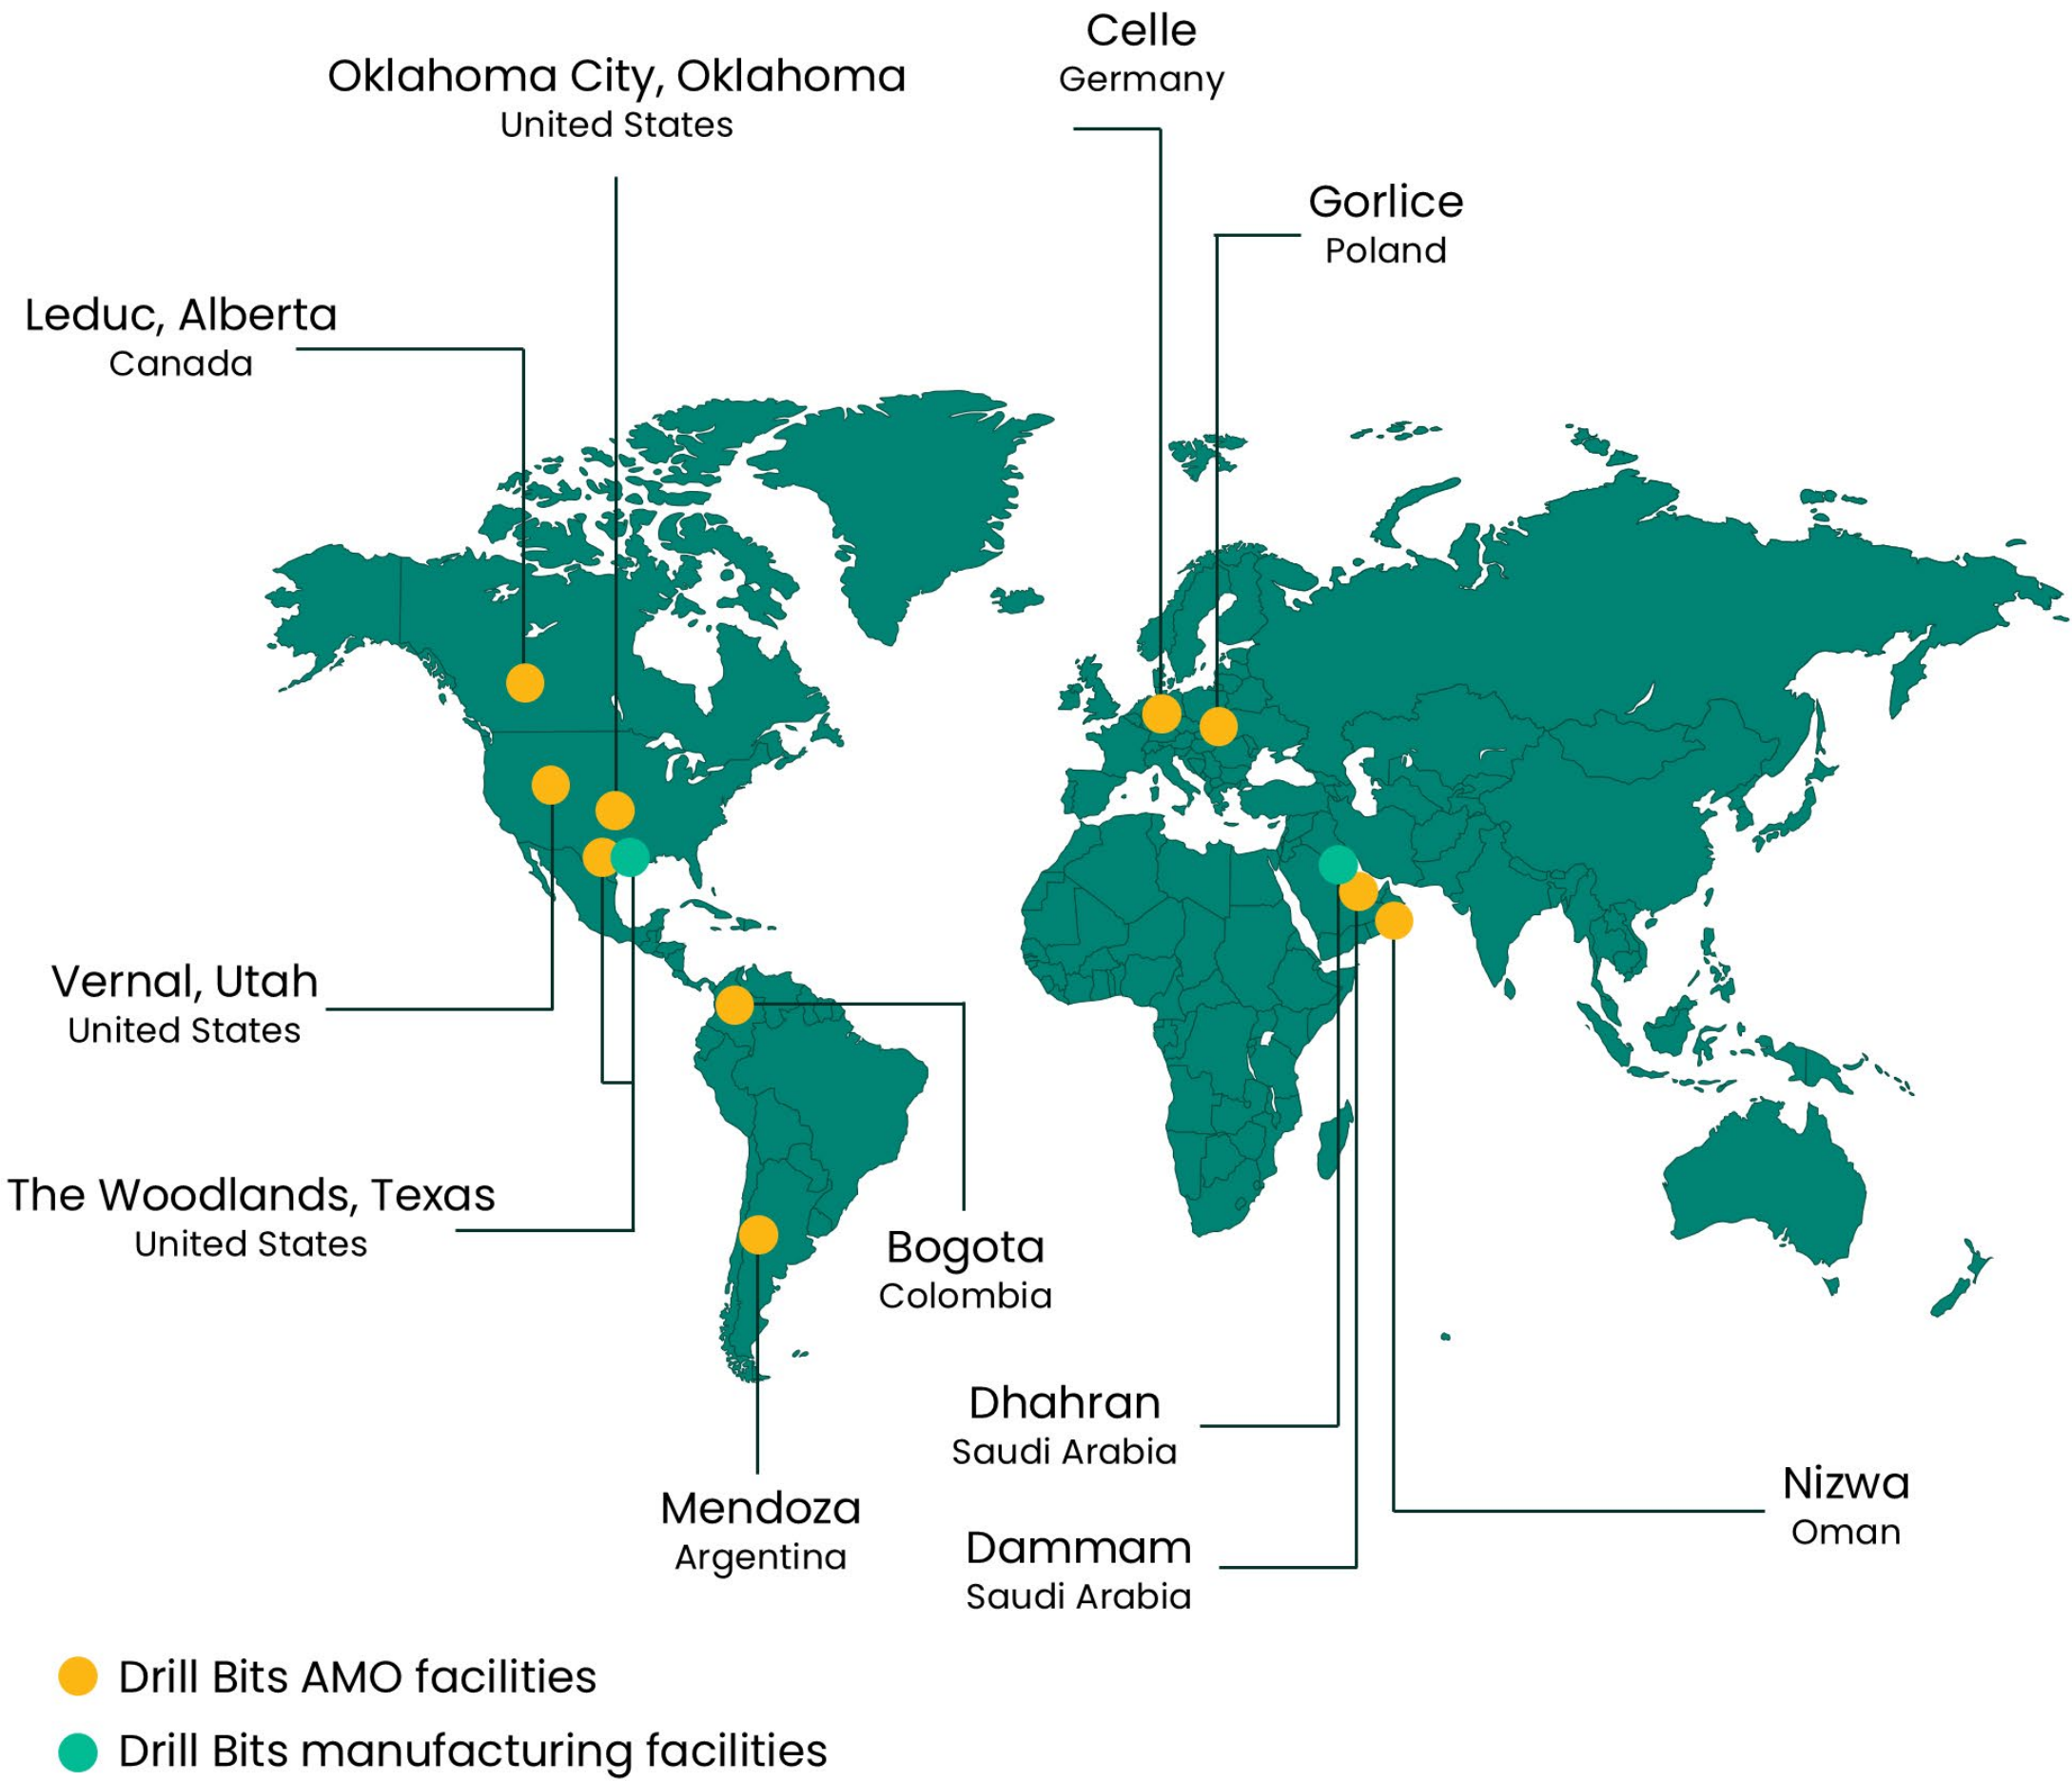 Celle
Germany
Oklahoma City, Oklahoma
United States
Gorlice
Poland
Leduc, Alberta
Canada
Vernal, Utah
United States
The Woodlands, Texas
United States
Bogota
Colombia
Dhahran
Saudi Arabia
Mendoza
Argentina
Nizwa
Oman
Dammam
Saudi Arabia
Drill Bits AMO facilities
Drill Bits manufacturing facilities